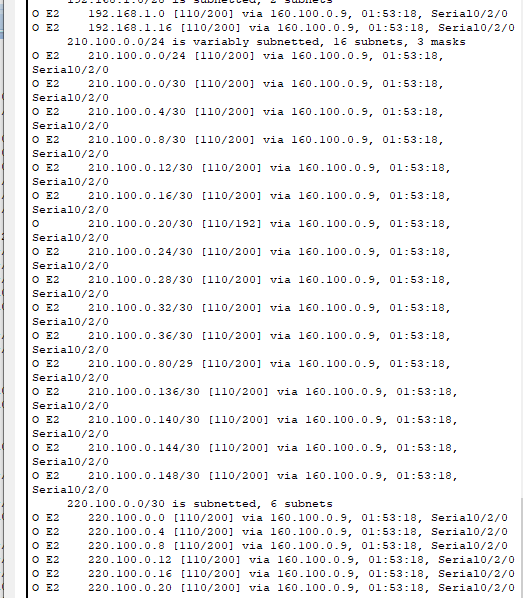 192.168.1.0/28 is subnetted, 2 subnets
O E2    192.168.1.0 [110/200] via 160.100.0.9, 01:53:18, Serial0/2/0
O E2    192.168.1.16 [110/200] via 160.100.0.9, 01:53:18, Serial0/2/0
210.100.0.0/24 is variably subnetted, 16 subnets, 3 masks
O E2    210.100.0.0/24 [110/200] via 160.100.0.9, 01:53:18,
Serial0/2/0
O E2    210.100.0.0/30 [110/200] via 160.100.0.9, 01:53:18,
Serial0/2/0
O E2    210.100.0.4/30 [110/200] via 160.100.0.9, 01:53:18,
Serial0/2/0
O E2    210.100.0.8/30 [110/200] via 160.100.0.9, 01:53:18,
Serial0/2/0
O E2    210.100.0.12/30 [110/200] via 160.100.0.9, 01:53:18,
Serial0/2/0
O E2    210.100.0.16/30 [110/200] via 160.100.0.9, 01:53:18,
Serial0/2/0
O       210.100.0.20/30 [110/192] via 160.100.0.9, 01:53:18,
Serial0/2/0
O E2    210.100.0.24/30 [110/200] via 160.100.0.9, 01:53:18,
Serial0/2/0
O E2    210.100.0.28/30 [110/200] via 160.100.0.9, 01:53:18,
Serial0/2/0
O E2    210.100.0.32/30 [110/200] via 160.100.0.9, 01:53:18,
Serial0/2/0
O E2    210.100.0.36/30 [110/200] via 160.100.0.9, 01:53:18,
Serial0/2/0
O E2    210.100.0.80/29 [110/200] via 160.100.0.9, 01:53:18,
Serial0/2/0
O E2    210.100.0.136/30 [110/200] via 160.100.0.9, 01:53:18,
Serial0/2/0
O E2    210.100.0.140/30 [110/200] via 160.100.0.9, 01:53:18,
Serial0/2/0
O E2    210.100.0.144/30 [110/200] via 160.100.0.9, 01:53:18,
Serial0/2/0
O E2    210.100.0.148/30 [110/200] via 160.100.0.9, 01:53:18,
Serial0/2/0
220.100.0.0/30 is subnetted, 6 subnets
O E2    220.100.0.0 [110/200] via 160.100.0.9, 01:53:18, Serial0/2/0
O E2    220.100.0.4 [110/200] via 160.100.0.9, 01:53:18, Serial0/2/0
O E2    220.100.0.8 [110/200] via 160.100.0.9, 01:53:18, Serial0/2/0
O E2    220.100.0.12 [110/200] via 160.100.0.9, 01:53:18, Serial0/2/0
O E2    220.100.0.16 [110/200] via 160.100.0.9, 01:53:18, Serial0/2/0
O E2    220.100.0.20 [110/200] via 160.100.0.9, 01:53:18, Serial0/2/0